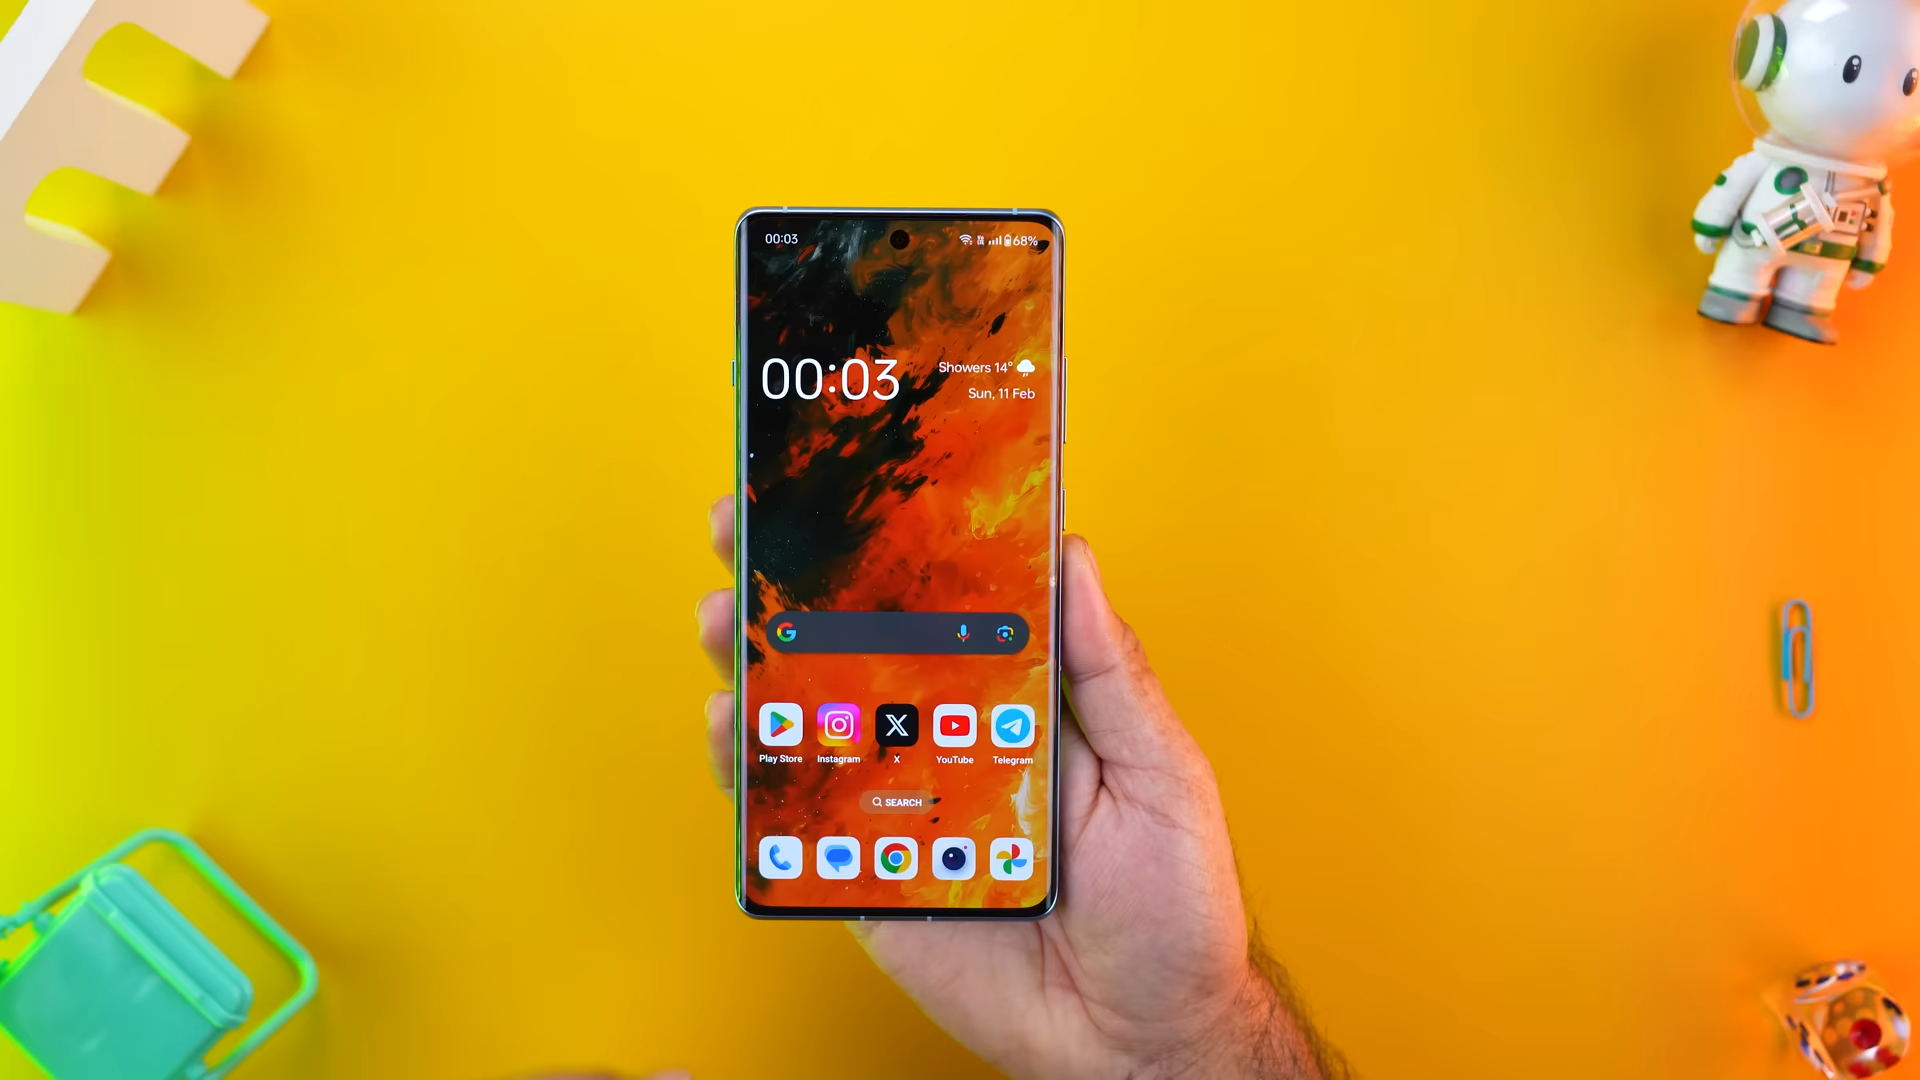 00:03
68%
00:03
Showers 14°
Sun, 11 Feb
Play Store Instagram X YouTube Telegram
SEARCH